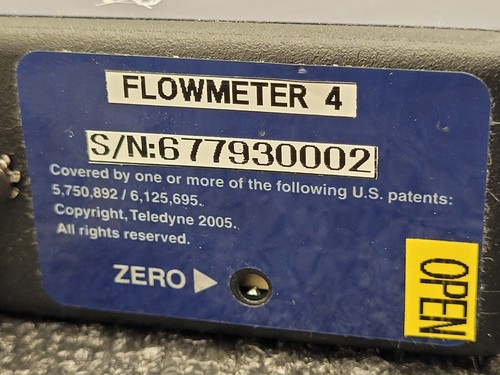 FLOWMETER 4
S/N:677930002
Covered by one or more of the following U.S. patents:
5,750,892 / 6,125,695.
Copyright, Teledyne 2005.
All rights reserved.
ZERO
OPEN